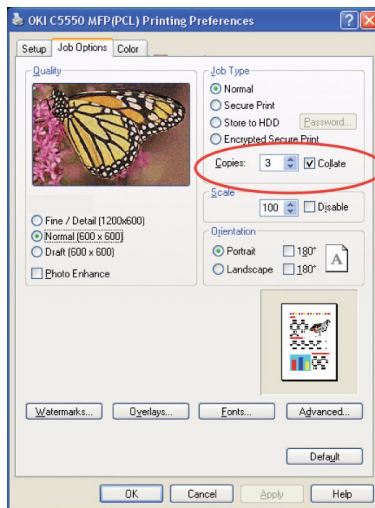 OKI C5550 MFP(PCL) Printing Preferences
Setup Job Options Color
Quality
Fine / Detail (1200x600)
Normal (600 x 600)
Draft (600 x 600)
Photo Enhance
Job Type
Normal
Secure Print
Store to HDD Password...
Encrypted Secure Print
Copies: 3 Collate
Scale
100 Disable
Orientation
Portrait 180°
Landscape 180°
A
Watermarks... Overlays... Fonts... Advanced...
Default
OK Cancel Apply Help